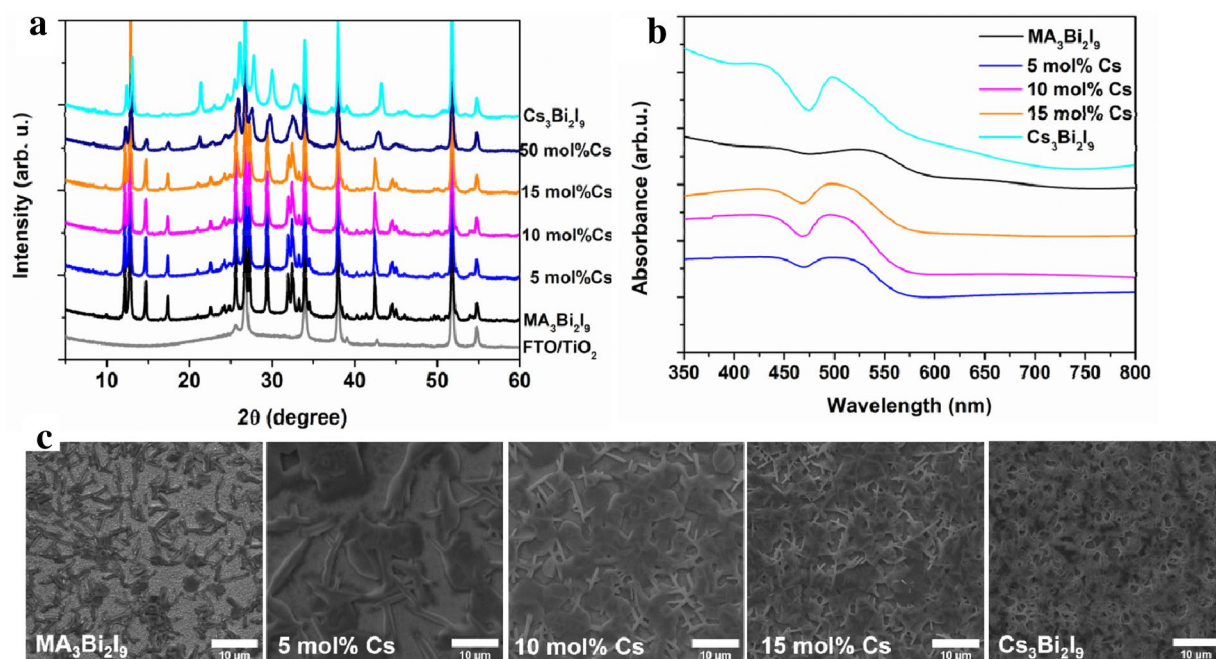 a
Intensity (arb. u.)
Cs₃Bi₂I₉
50 mol%Cs
15 mol%Cs
10 mol%Cs
5 mol%Cs
MA₃Bi₂I₉
FTO/TiO₂
5 10 20 30 40 50 60
2θ (degree)
b
Absorbance (arb.u.)
MA₃Bi₂I₉
5 mol% Cs
10 mol% Cs
15 mol% Cs
Cs₃Bi₂I₉
350 400 450 500 550 600 650 700 750 800
Wavelength (nm)
c
MA₃Bi₂I₉ 10 µm
5 mol% Cs 10 µm
10 mol% Cs 10 µm
15 mol% Cs 10 µm
Cs₃Bi₂I₉ 10 µm